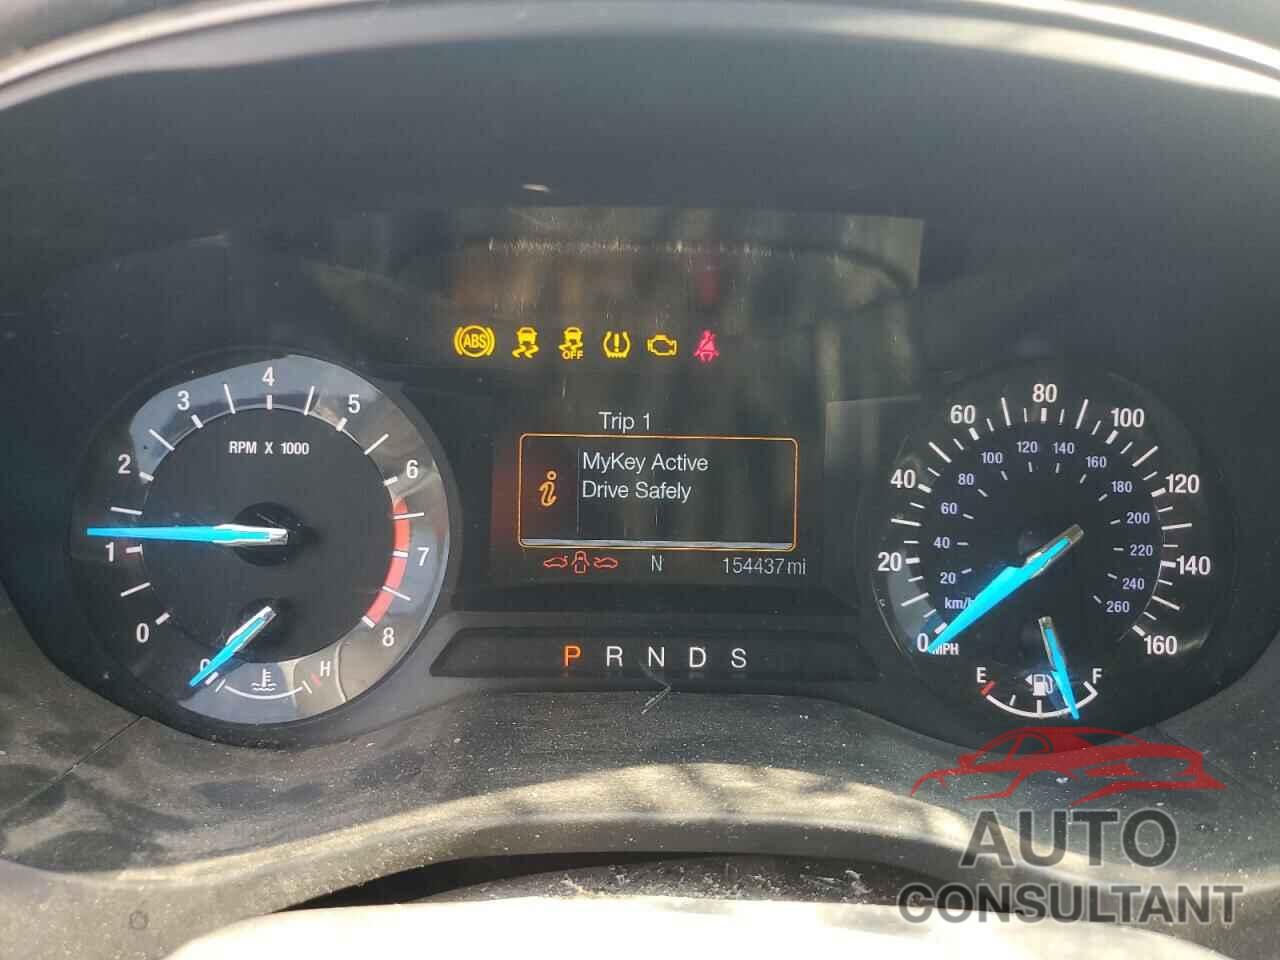 ABS
OFF
4
3
5
RPM X 1000
2
6
1
7
0
8
H
Trip 1
MyKey Active
Drive Safely
N
154437 mi
P R N D S
80
60
100
120 140
100
160
40
80
180
120
60
200
40
220
20
140
20
240
km/h
260
0
MPH
160
E
F
AUTO
CONSULTANT